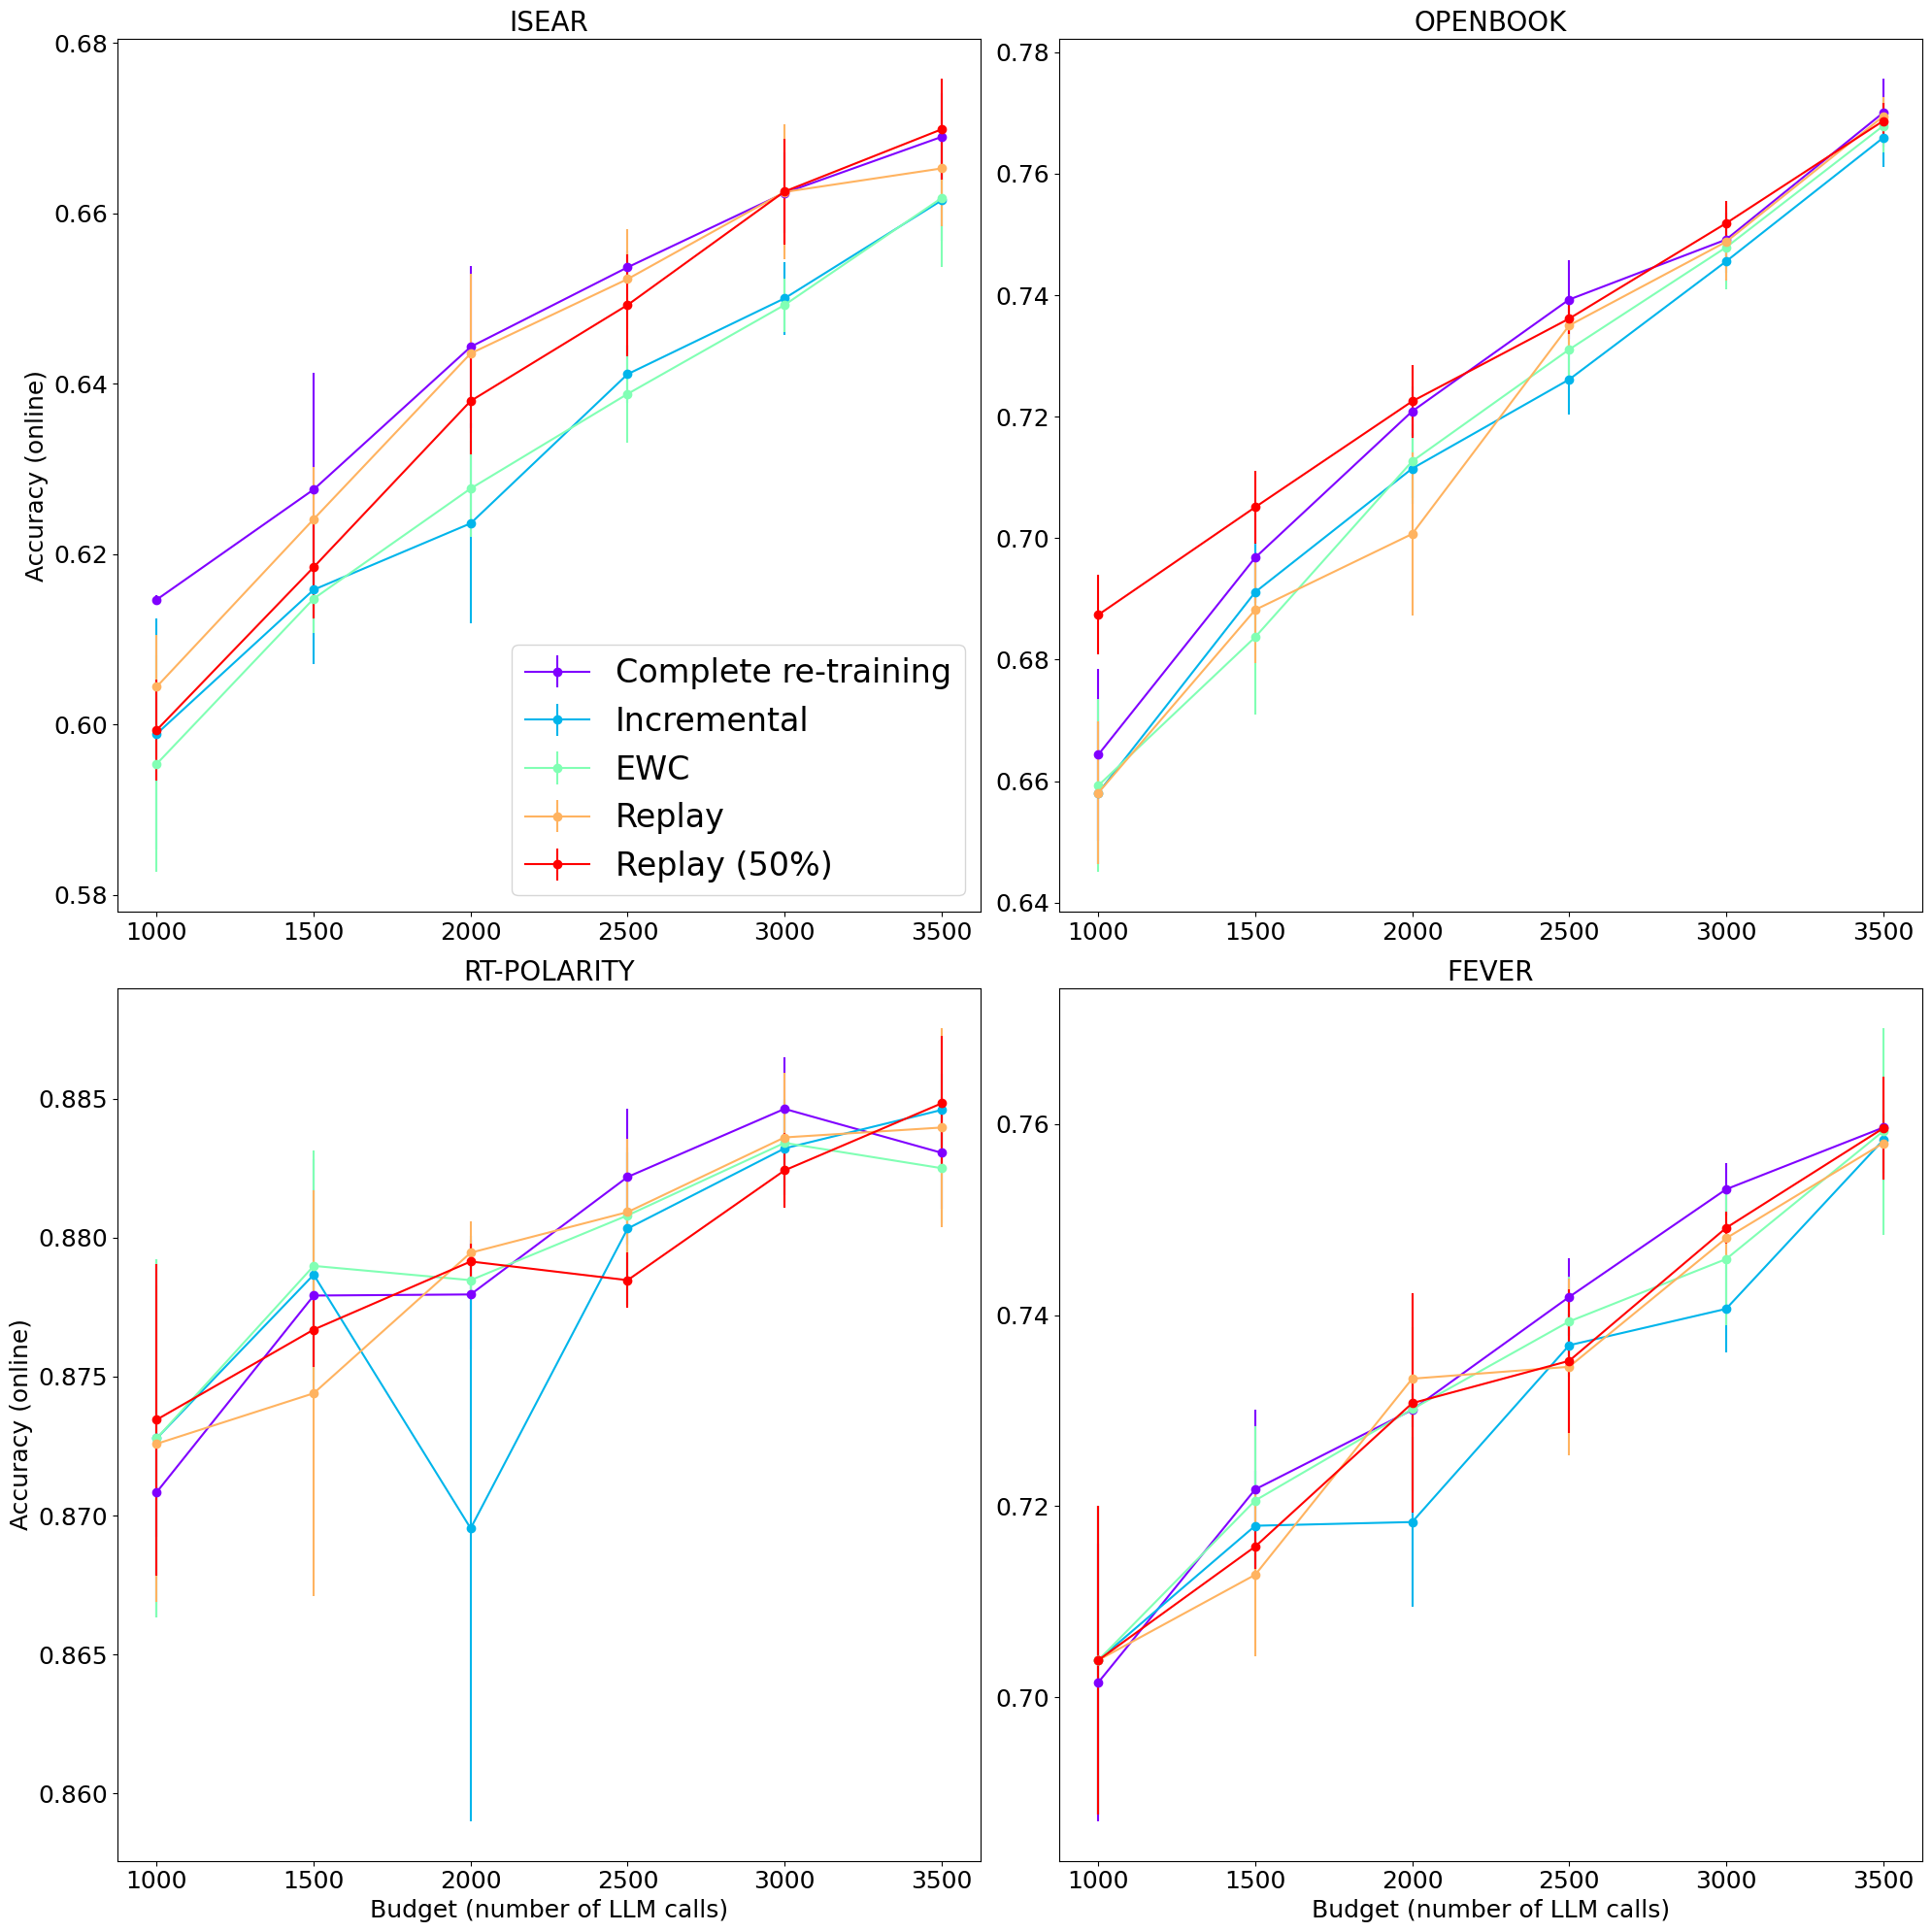 ISEAR
OPENBOOK
0.68
0.66
0.64
0.62
0.60
0.58
Accuracy (online)
1000 1500 2000 2500 3000 3500
Complete re-training
Incremental
EWC
Replay
Replay (50%)
0.78
0.76
0.74
0.72
0.70
0.68
0.66
0.64
1000 1500 2000 2500 3000 3500
RT-POLARITY
FEVER
0.885
0.880
0.875
0.870
0.865
0.860
Accuracy (online)
1000 1500 2000 2500 3000 3500
Budget (number of LLM calls)
0.76
0.74
0.72
0.70
1000 1500 2000 2500 3000 3500
Budget (number of LLM calls)